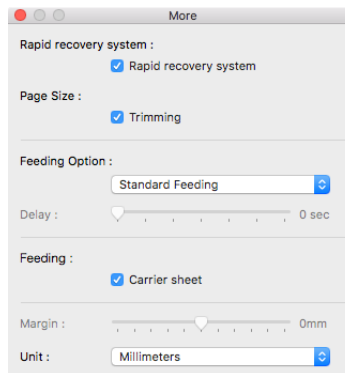 More
Rapid recovery system :
Rapid recovery system
Page Size :
Trimming
Feeding Option :
Standard Feeding
Delay : 0 sec
Feeding :
Carrier sheet
Margin : 0mm
Unit : Millimeters